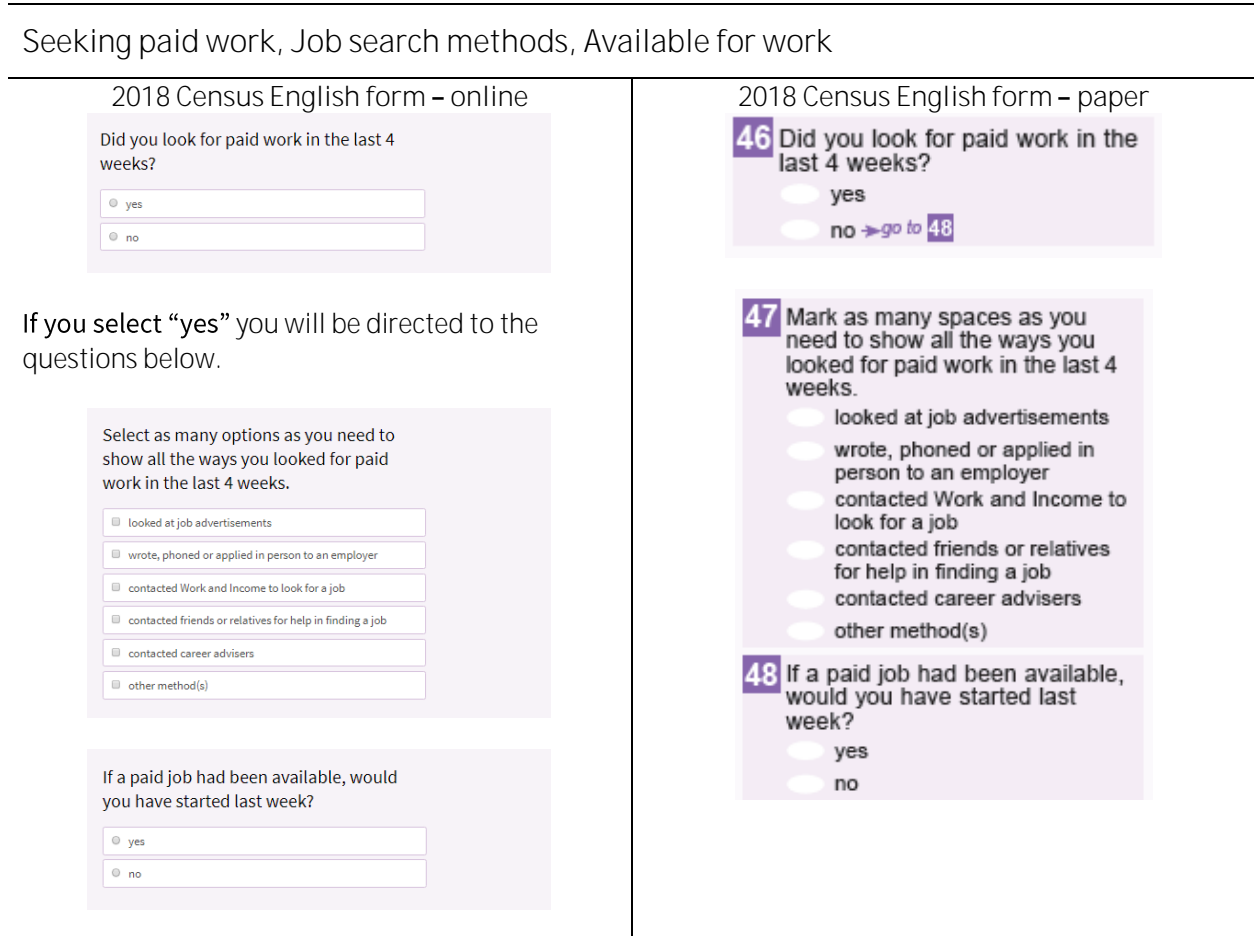 Seeking paid work, Job search methods, Available for work
2018 Census English form – online
Did you look for paid work in the last 4
weeks?
yes
no
If you select “yes” you will be directed to the
questions below.
Select as many options as you need to
show all the ways you looked for paid
work in the last 4 weeks.
looked at job advertisements
wrote, phoned or applied in person to an employer
contacted Work and Income to look for a job
contacted friends or relatives for help in finding a job
contacted career advisers
other method(s)
If a paid job had been available, would
you have started last week?
yes
no
2018 Census English form – paper
46 Did you look for paid work in the
last 4 weeks?
yes
no ➔go to 48
47 Mark as many spaces as you
need to show all the ways you
looked for paid work in the last 4
weeks.
looked at job advertisements
wrote, phoned or applied in
person to an employer
contacted Work and Income to
look for a job
contacted friends or relatives
for help in finding a job
contacted career advisers
other method(s)
48 If a paid job had been available,
would you have started last
week?
yes
no